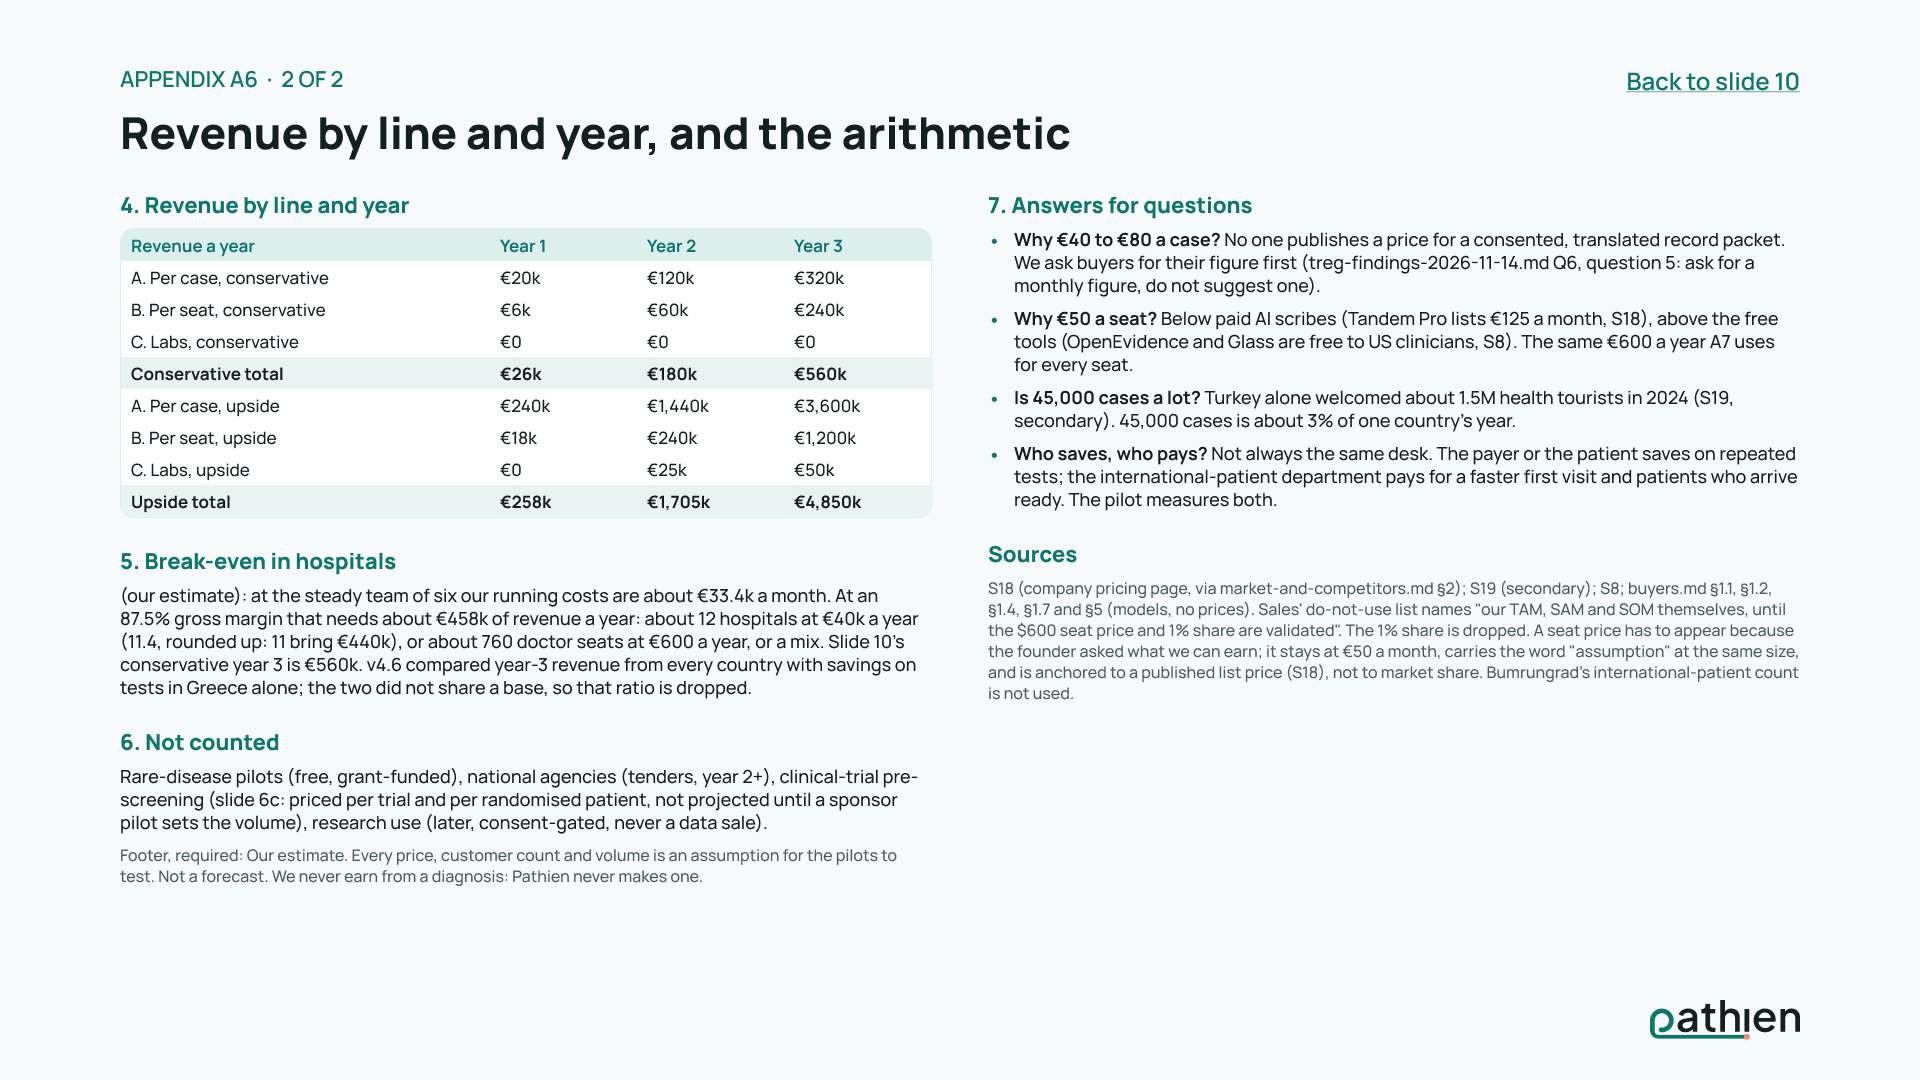 APPENDIX A6 · 2 OF 2
Back to slide 10
Revenue by line and year, and the arithmetic
4. Revenue by line and year
Revenue a year Year 1 Year 2 Year 3
A. Per case, conservative €20k €120k €320k
B. Per seat, conservative €6k €60k €240k
C. Labs, conservative €0 €0 €0
Conservative total €26k €180k €560k
A. Per case, upside €240k €1,440k €3,600k
B. Per seat, upside €18k €240k €1,200k
C. Labs, upside €0 €25k €50k
Upside total €258k €1,705k €4,850k
5. Break-even in hospitals
(our estimate): at the steady team of six our running costs are about €33.4k a month. At an
87.5% gross margin that needs about €458k of revenue a year: about 12 hospitals at €40k a year
(11.4, rounded up: 11 bring €440k), or about 760 doctor seats at €600 a year, or a mix. Slide 10's
conservative year 3 is €560k. v4.6 compared year-3 revenue from every country with savings on
tests in Greece alone; the two did not share a base, so that ratio is dropped.
6. Not counted
Rare-disease pilots (free, grant-funded), national agencies (tenders, year 2+), clinical-trial pre-
screening (slide 6c: priced per trial and per randomised patient, not projected until a sponsor
pilot sets the volume), research use (later, consent-gated, never a data sale).
Footer, required: Our estimate. Every price, customer count and volume is an assumption for the pilots to
test. Not a forecast. We never earn from a diagnosis: Pathien never makes one.
7. Answers for questions
• Why €40 to €80 a case? No one publishes a price for a consented, translated record packet.
We ask buyers for their figure first (treg-findings-2026-11-14.md Q6, question 5: ask for a
monthly figure, do not suggest one).
• Why €50 a seat? Below paid AI scribes (Tandem Pro lists €125 a month, S18), above the free
tools (OpenEvidence and Glass are free to US clinicians, S8). The same €600 a year A7 uses
for every seat.
• Is 45,000 cases a lot? Turkey alone welcomed about 1.5M health tourists in 2024 (S19,
secondary). 45,000 cases is about 3% of one country's year.
• Who saves, who pays? Not always the same desk. The payer or the patient saves on repeated
tests; the international-patient department pays for a faster first visit and patients who arrive
ready. The pilot measures both.
Sources
S18 (company pricing page, via market-and-competitors.md §2); S19 (secondary); S8; buyers.md §1.1, §1.2,
§1.4, §1.7 and §5 (models, no prices). Sales' do-not-use list names "our TAM, SAM and SOM themselves, until
the $600 seat price and 1% share are validated". The 1% share is dropped. A seat price has to appear because
the founder asked what we can earn; it stays at €50 a month, carries the word "assumption" at the same size,
and is anchored to a published list price (S18), not to market share. Bumrungrad's international-patient count
is not used.
pathien